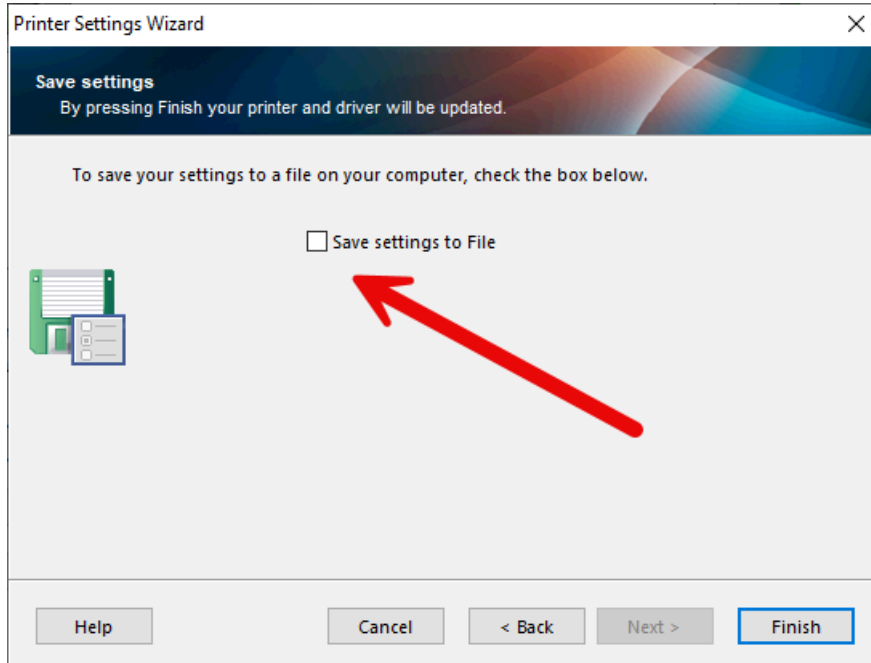 Printer Settings Wizard
Save settings
By pressing Finish your printer and driver will be updated.
To save your settings to a file on your computer, check the box below.
Save settings to File
Help
Cancel
< Back
Next >
Finish